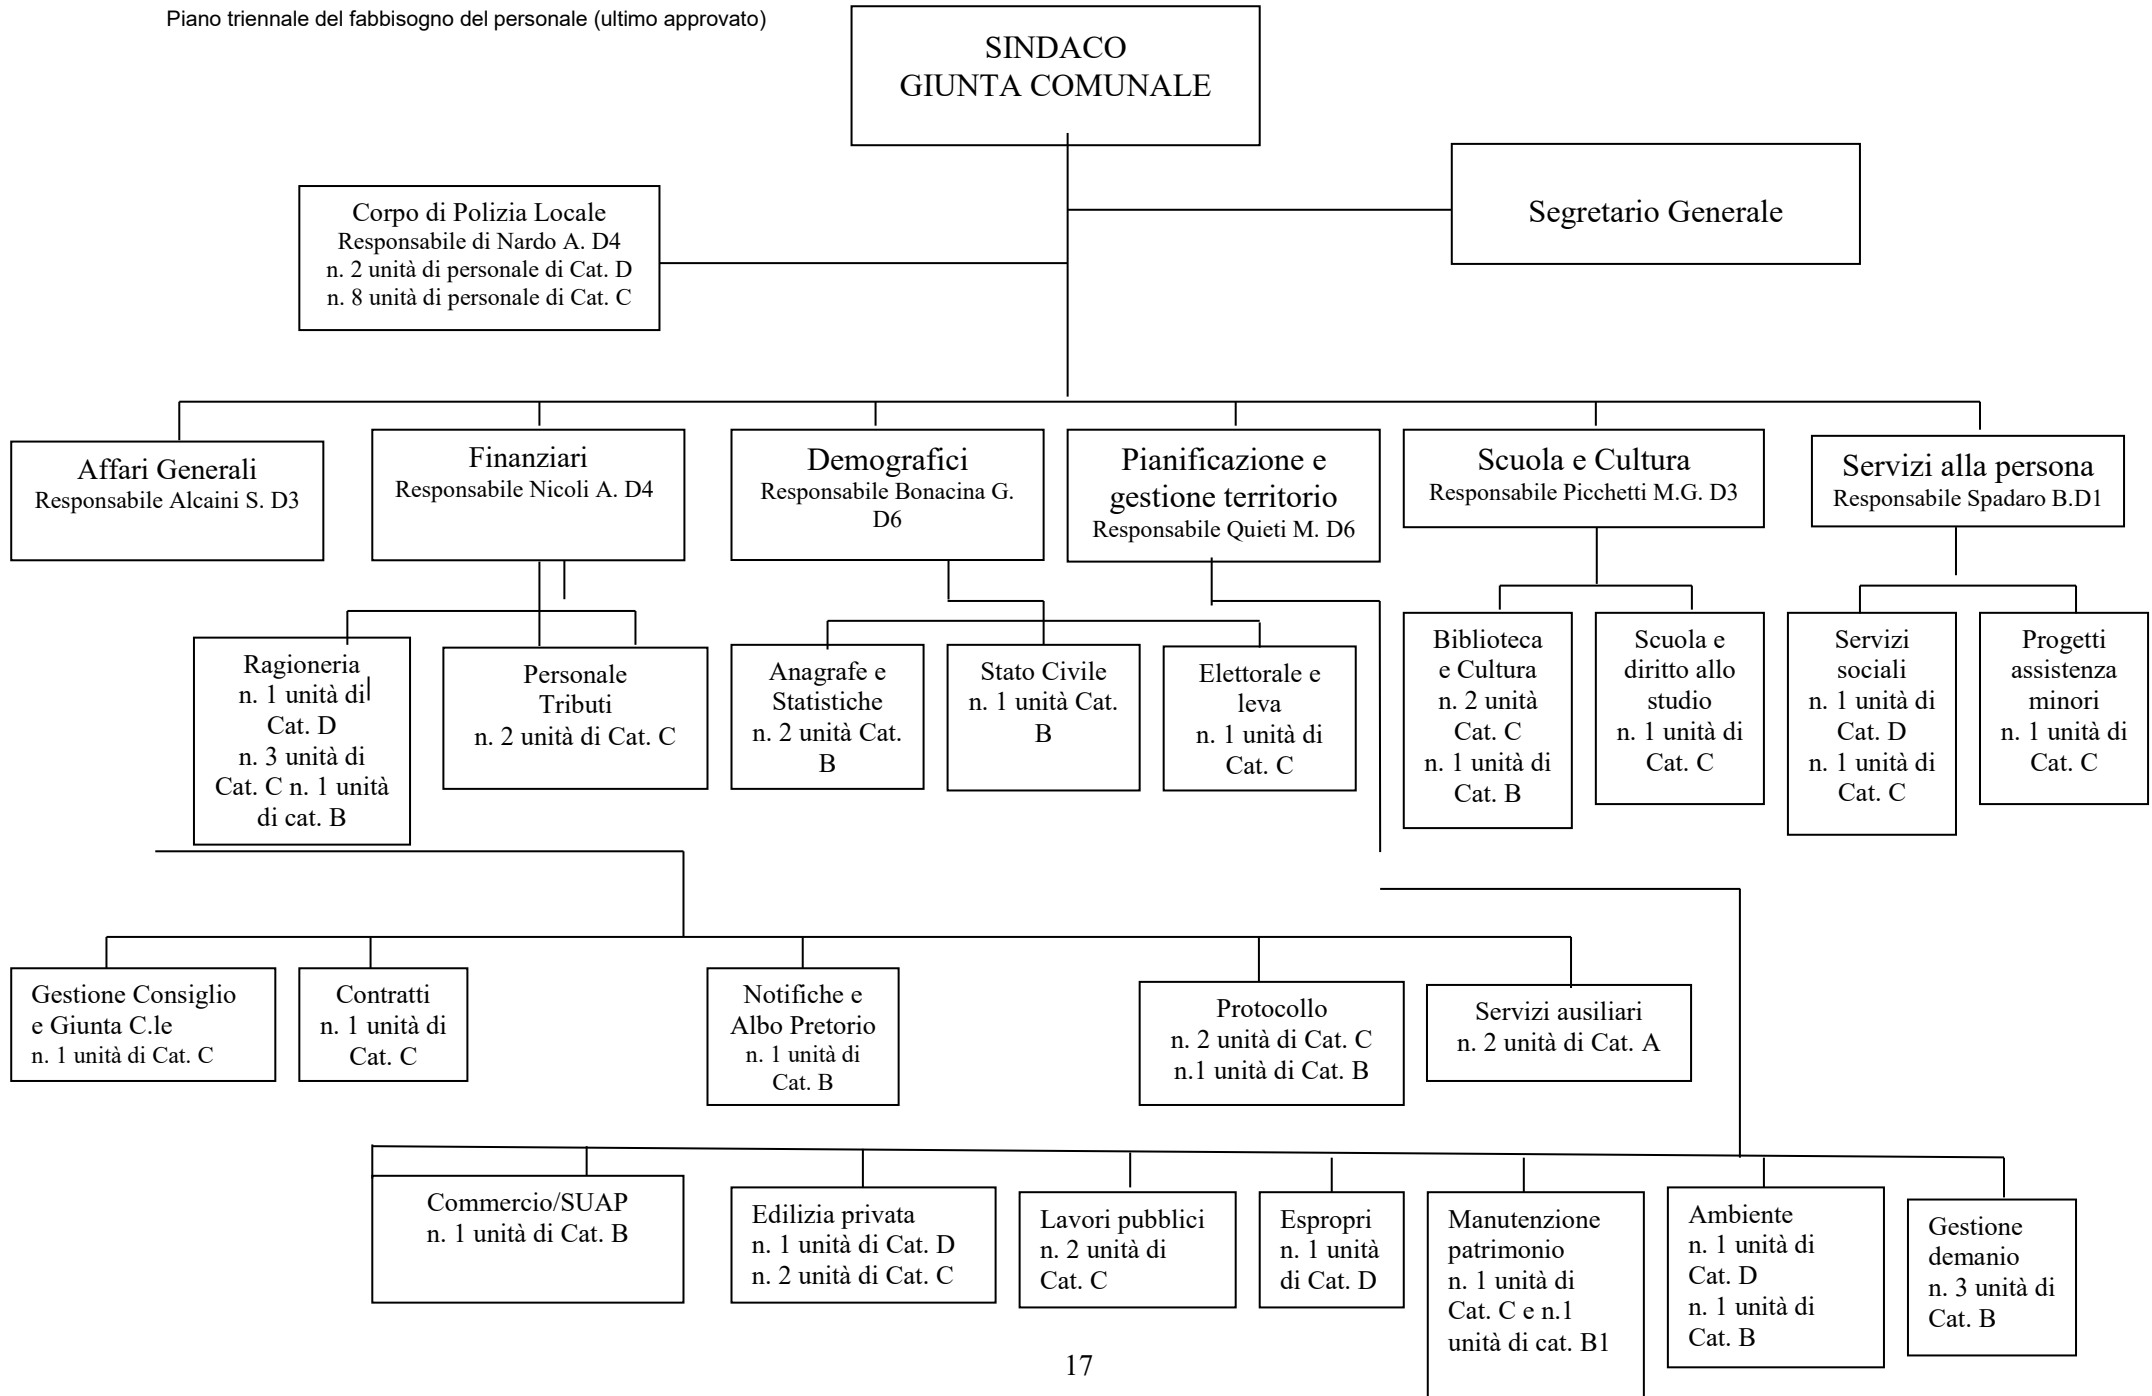 Piano triennale del fabbisogno del personale (ultimo approvato)
SINDACO
GIUNTA COMUNALE
Segretario Generale
Corpo di Polizia Locale
Responsabile di Nardo A. D4
n. 2 unità di personale di Cat. D
n. 8 unità di personale di Cat. C
Affari Generali
Responsabile Alcaini S. D3
Finanziari
Responsabile Nicoli A. D4
Demografici
Responsabile Bonacina G.
D6
Pianificazione e
gestione territorio
Responsabile Quieti M. D6
Scuola e Cultura
Responsabile Picchetti M.G. D3
Servizi alla persona
Responsabile Spadaro B.D1
Ragioneria
n. 1 unità di
Cat. D
n. 3 unità di
Cat. C n. 1 unità
di cat. B
Personale
Tributi
n. 2 unità di Cat. C
Anagrafe e
Statistiche
n. 2 unità Cat.
B
Stato Civile
n. 1 unità Cat.
B
Elettorale e
leva
n. 1 unità di
Cat. C
Biblioteca
e Cultura
n. 2 unità
Cat. C
n. 1 unità di
Cat. B
Scuola e
diritto allo
studio
n. 1 unità di
Cat. C
Servizi
sociali
n. 1 unità di
Cat. D
n. 1 unità di
Cat. C
Progetti
assistenza
minori
n. 1 unità di
Cat. C
Gestione Consiglio
e Giunta C.le
n. 1 unità di Cat. C
Contratti
n. 1 unità di
Cat. C
Notifiche e
Albo Pretorio
n. 1 unità di
Cat. B
Protocollo
n. 2 unità di Cat. C
n.1 unità di Cat. B
Servizi ausiliari
n. 2 unità di Cat. A
Commercio/SUAP
n. 1 unità di Cat. B
Edilizia privata
n. 1 unità di Cat. D
n. 2 unità di Cat. C
Lavori pubblici
n. 2 unità di
Cat. C
Espropri
n. 1 unità
di Cat. D
Manutenzione
patrimonio
n. 1 unità di
Cat. C e n.1
unità di cat. B1
Ambiente
n. 1 unità di
Cat. D
n. 1 unità di
Cat. B
Gestione
demanio
n. 3 unità di
Cat. B
17